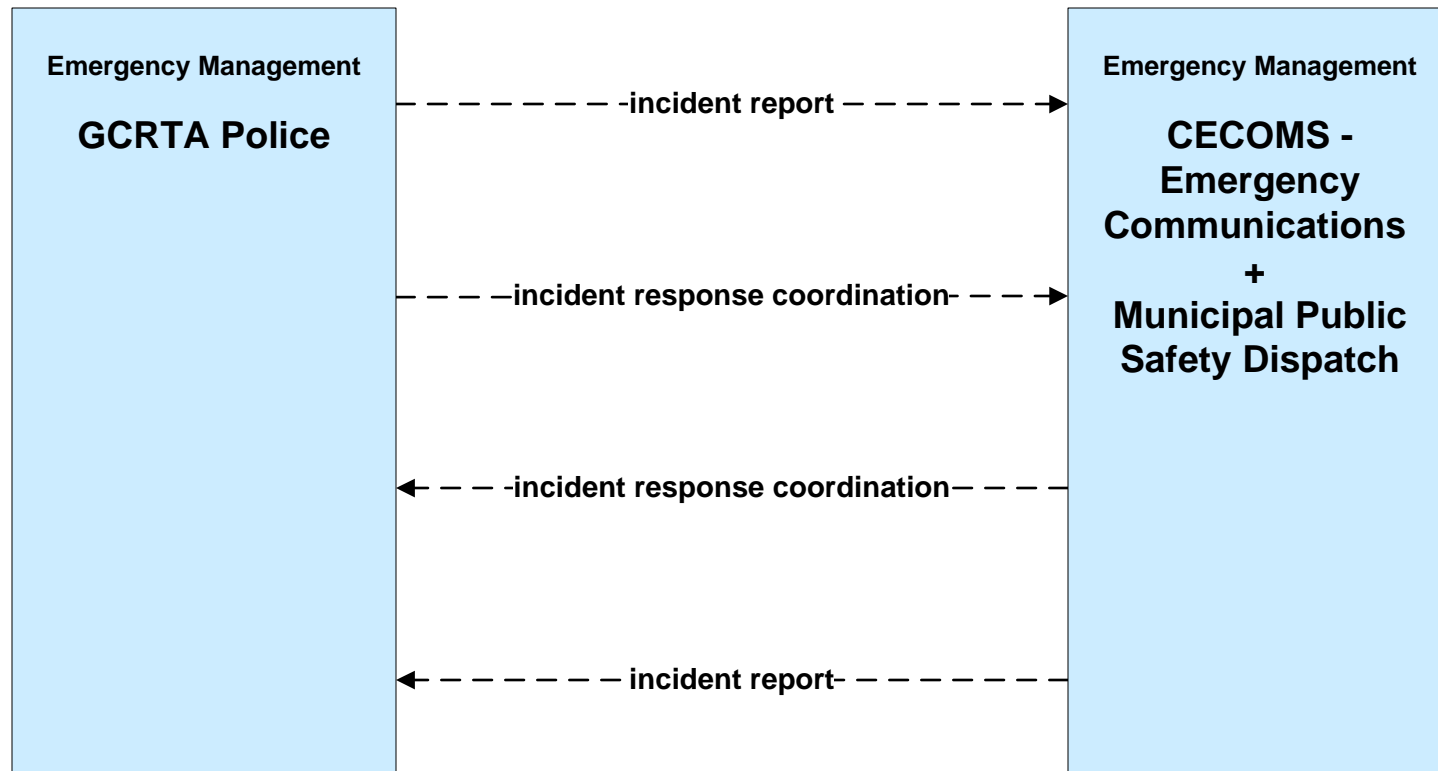 Emergency Management
GCRTA Police
incident report
incident response coordination
incident response coordination
incident report
Emergency Management
CECOMS -
Emergency
Communications
+
Municipal Public
Safety Dispatch